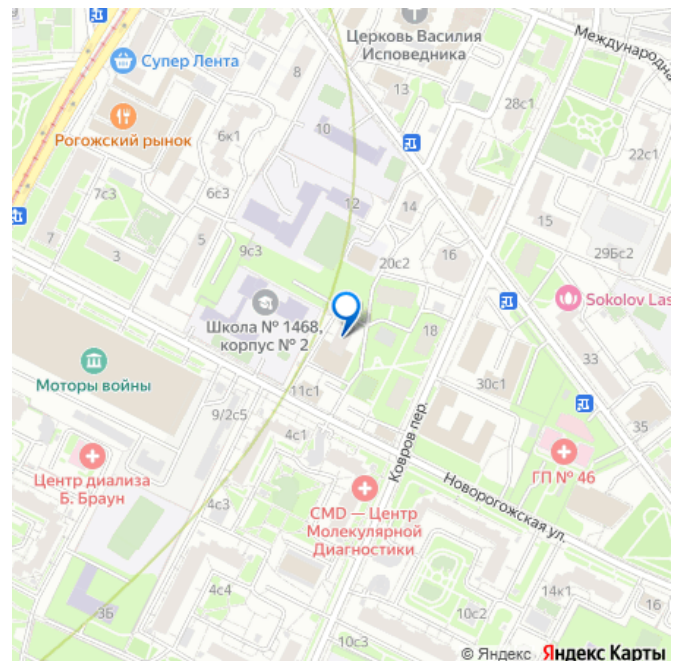 Церковь Василия
Исповедника
Международна
Супер Лента
8
13
28с1
Рогожский рынок
6к1
10
22с1
7с3
6с3
12
14
15
7
3
5
9с3
20с2
16
29Бс2
Sokolov Las
Школа № 1468,
корпус № 2
18
33
Моторы войны
11с1
30с1
9/2с5
4с1
Ковров пер.
35
Центр диализа
Б. Браун
ГП № 46
4с3
CMD — Центр
Молекулярной
Диагностики
Новорогожская ул.
4с4
14к1
16
3Б
10с2
10с3
© Яндекс Яндекс Карты